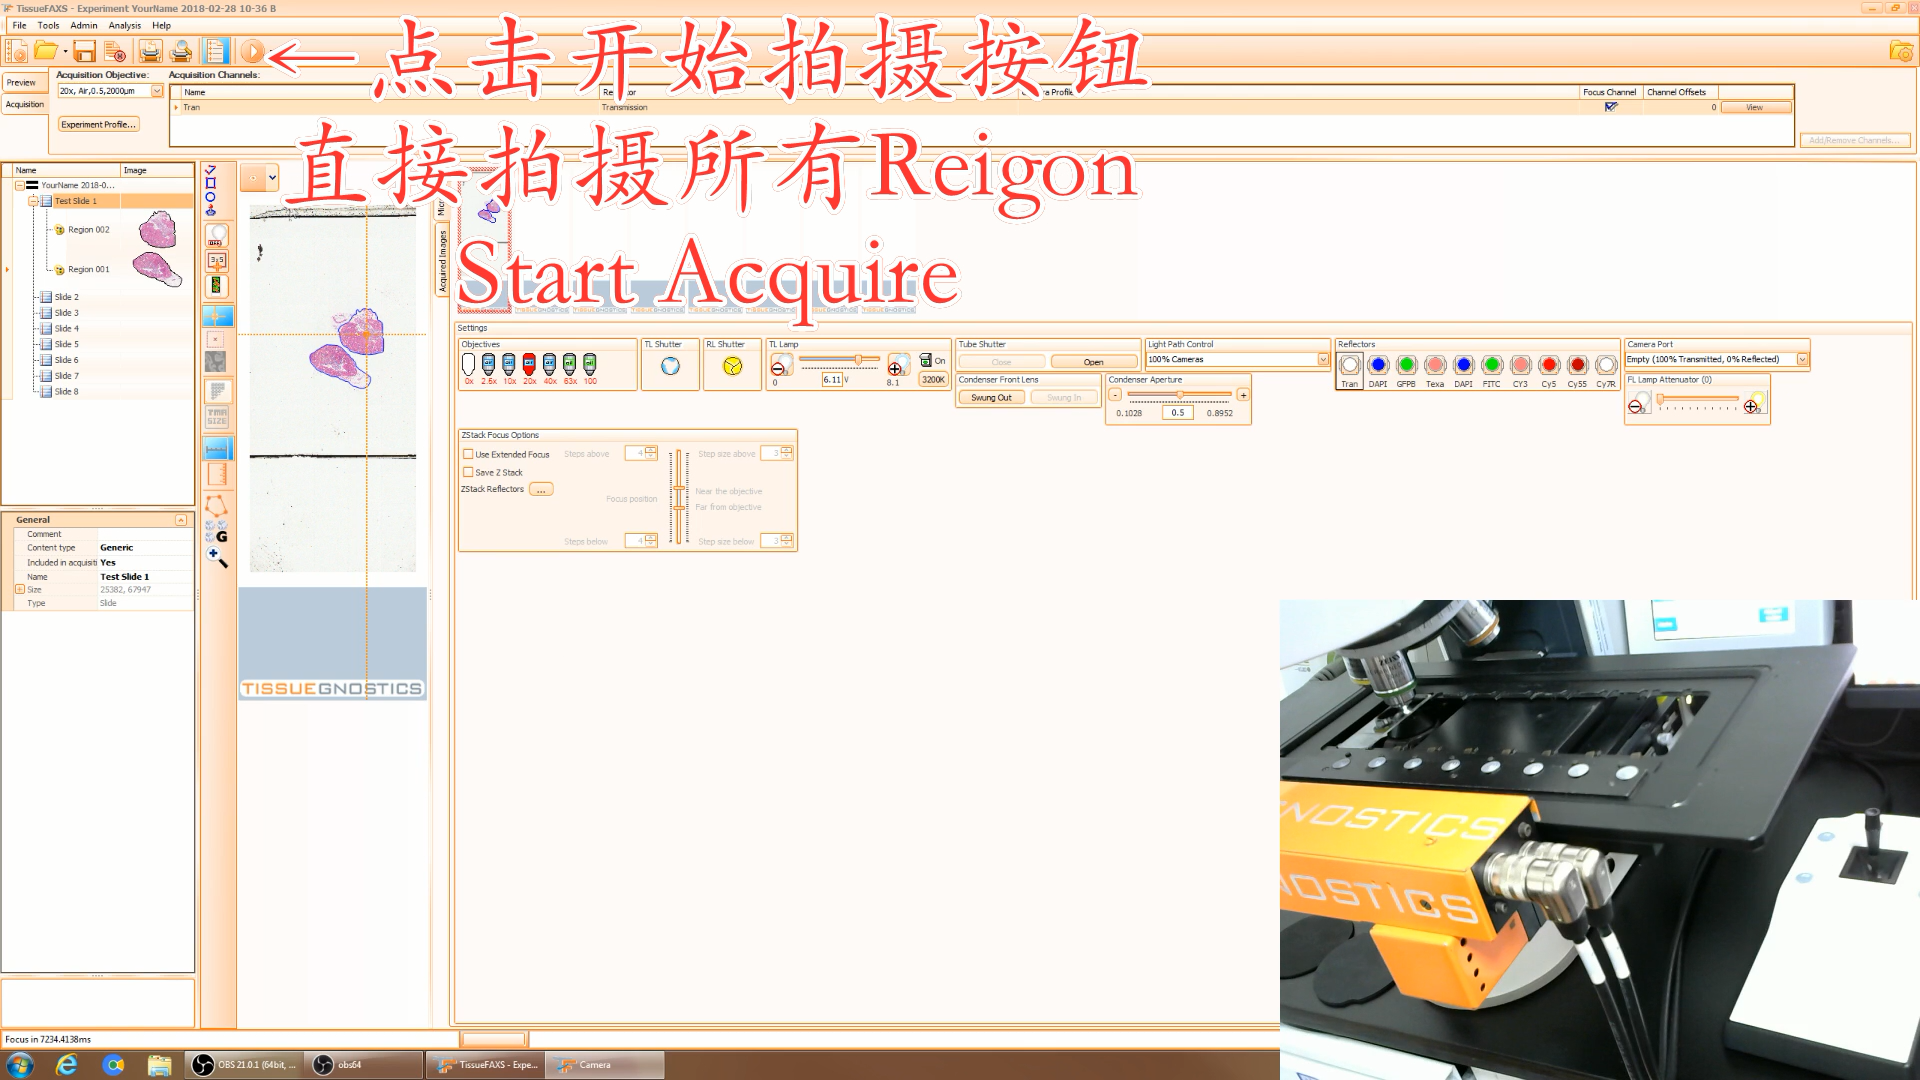 TissueFAXS - Experiment YourName 2018-02-28 10-36 B
File Tools Admin Analysis Help
←点击开始拍摄按钮
直接拍摄所有Reigon
Start Acquire
Preview
Acquisition
Acquisition Objective:
20x, Air,0.5,2000µm
Experiment Profile...
Acquisition Channels:
Name
Focus Channel Channel Offsets
Tran Transmission 0 View
Add/Remove Channels...
Name Image
YourName 2018-0...
Test Slide 1
Region 002
Region 001
Slide 2
Slide 3
Slide 4
Slide 5
Slide 6
Slide 7
Slide 8
TMA
SIZE
G
Acquired Images
TISSUEGNOSTICS
General
Comment
Content type Generic
Included in acquisiti Yes
Name Test Slide 1
Size 25382, 67947
Type Slide
Settings
Objectives
0x 2.5x 10x 20x 40x 63x 100
TL Shutter
RL Shutter
TL Lamp
0 6.11 V 8.1
On
3200K
Tube Shutter
Close Open
Condenser Front Lens
Swung Out Swung In
Light Path Control
100% Cameras
Condenser Aperture
- +
0.1028 0.5 0.8952
Reflectors
Tran DAPI GFPB Texa DAPI FITC CY3 Cy5 Cy55 Cy7R
Camera Port
Empty (100% Transmitted, 0% Reflected)
FL Lamp Attenuator (0)
ZStack Focus Options
Use Extended Focus Steps above 4 Step size above 3
Save Z Stack
ZStack Reflectors ...
Focus position
Near the objective
Far from objective
Steps below 4 Step size below 3
ZEISS
GNOSTICS
NOSTICS
Focus in 7234.4138ms
OBS 21.0.1 (64bit, ...
obs64
TissueFAXS - Expe...
Camera